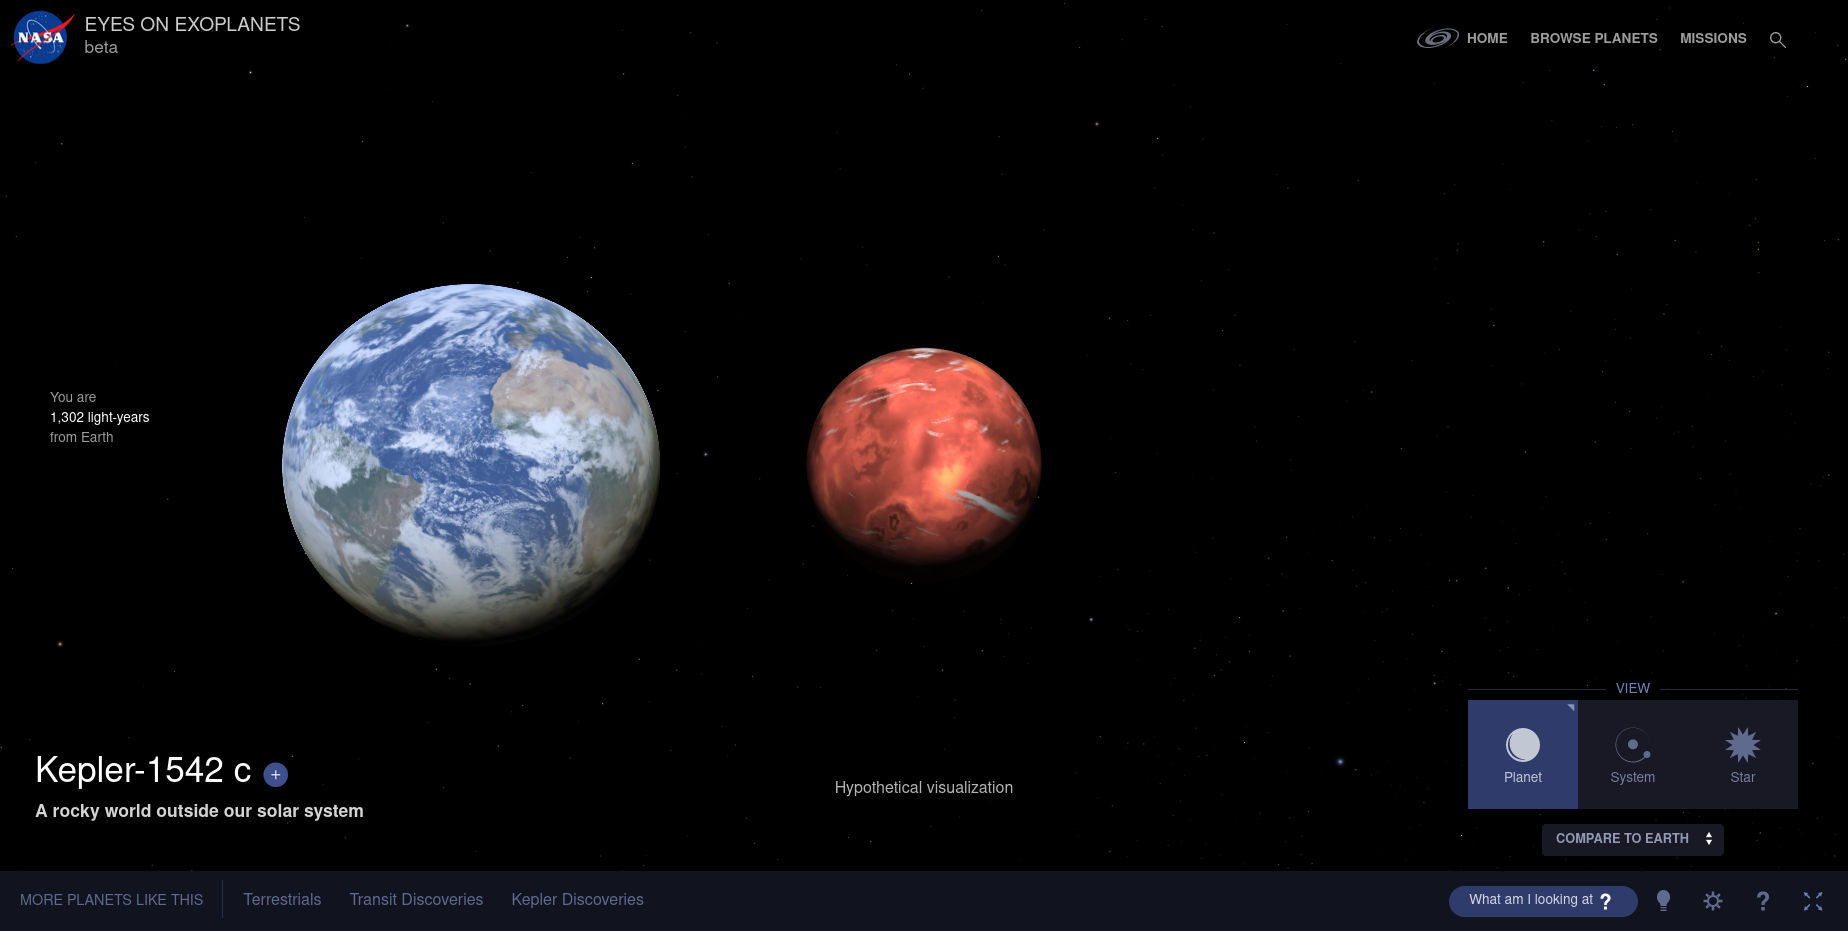 NASA
EYES ON EXOPLANETS
beta
HOME
BROWSE PLANETS
MISSIONS
You are
1,302 light-years
from Earth
VIEW
Planet
System
Star
Kepler-1542 c +
A rocky world outside our solar system
Hypothetical visualization
COMPARE TO EARTH
MORE PLANETS LIKE THIS
Terrestrials
Transit Discoveries
Kepler Discoveries
What am I looking at ?
?